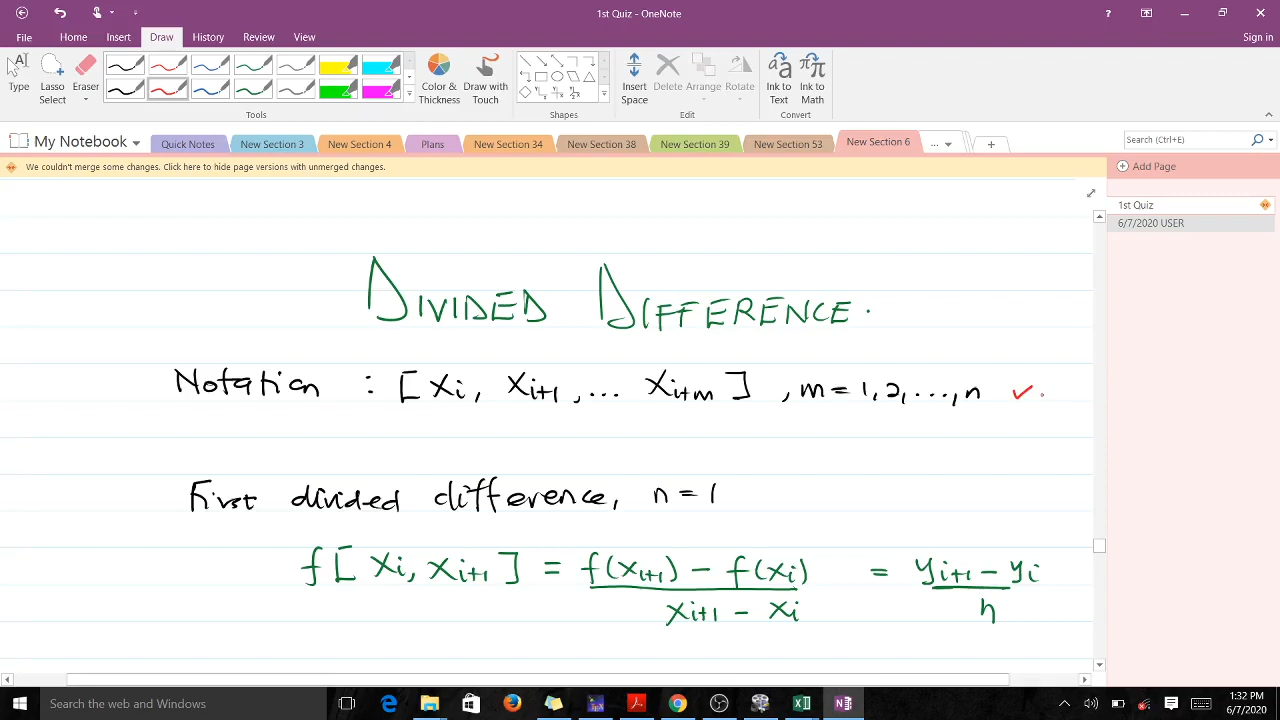 1st Quiz - OneNote
File Home Insert Draw History Review View
Sign in
Type
Lasso Select
Eraser
Color & Thickness
Draw with Touch
Insert Space
Delete
Arrange
Rotate
Ink to Text
Ink to Math
Tools
Shapes
Edit
Convert
My Notebook
Quick Notes
New Section 3
New Section 4
Plans
New Section 34
New Section 38
New Section 39
New Section 53
New Section 6
...
Search (Ctrl+E)
We couldn't merge some changes. Click here to hide page versions with unmerged changes.
Add Page
1st Quiz
6/7/2020 USER
DIVIDED DIFFERENCE.
Notation : [xi, xi+1, ... xi+m] , m = 1,2,...,n ✓
First divided difference, n = 1
f[xi, xi+1] = f(xi+1) - f(xi) = yi+1 - yi
xi+1 - xi h
Search the web and Windows
1:32 PM
6/7/2020